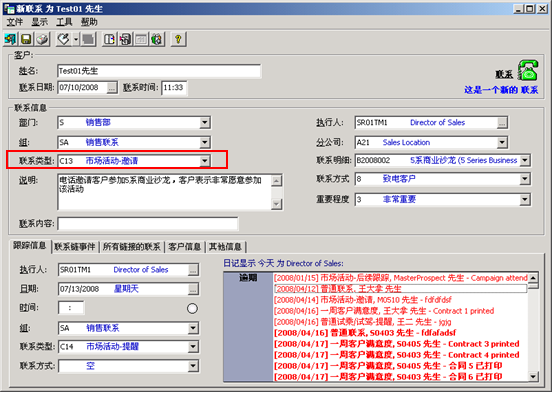 新联系 为 Test01 先生
文件 显示 工具 帮助
客户:
姓名: Test01先生
联系日期: 07/10/2008 ... 联系时间: 11:33
联系
这是一个新的 联系
联系信息
部门: S 销售部
组: SA 销售联系
联系类型: C13 市场活动-邀请
说明: 电话邀请客户参加5系商业沙龙，客户表示非常愿意参加
该活动
联系内容:
执行人: SR01TM1 Director of Sales ...
分公司: A21 Sales Location
联系明细: B2008002 5系商业沙龙 (5 Series Business
联系方式 8 致电客户
重要程度 3 非常重要
跟踪信息 联系链事件 所有链接的联系 客户信息 其他信息
执行人: SR01TM1 Director of Sales ...
日期: 07/13/2008 星期天 ...
时间: :
组: SA 销售联系
联系类型: C14 市场活动-提醒
联系方式: 空
日记显示 今天 为 Director of Sales:
逾期
[2008/01/15] 市场活动-后续跟踪, MasterProspect 先生 - Campaign attend
[2008/04/12] 普通联系, 王大拿 先生
[2008/04/14] 市场活动-邀请, M0510 先生 - fdfdfdsf
[2008/04/16] 一周客户满意度, 王大拿 先生 - Contract 1 printed
[2008/04/16] 普通试乘/试驾-提醒, 王二 先生 - jgjg
[2008/04/16] 普通联系, S0403 先生 - fdfafadsf
[2008/04/17] 一周客户满意度, S0405 先生 - Contract 3 printed
[2008/04/17] 一周客户满意度, S0403 先生 - Contract 4 printed
[2008/04/17] 一周客户满意度, S0405 先生 - 合同 5 已打印
[2008/04/17] 一周客户满意度, S0403 先生 - 合同 6 已打印